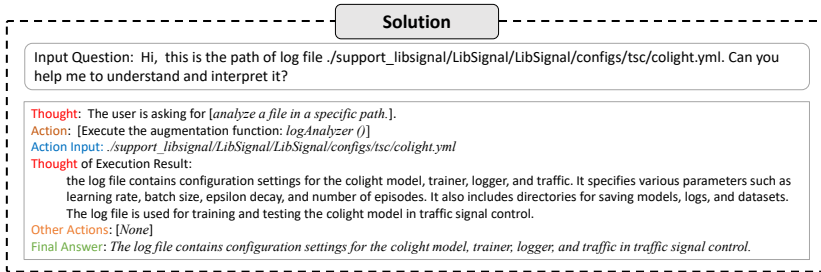 Solution
Input Question: Hi, this is the path of log file ./support_libsignal/LibSignal/LibSignal/configs/tsc/colight.yml. Can you
help me to understand and interpret it?
Thought: The user is asking for [analyze a file in a specific path.].
Action: [Execute the augmentation function: logAnalyzer ()]
Action Input: ./support_libsignal/LibSignal/LibSignal/configs/tsc/colight.yml
Thought of Execution Result:
the log file contains configuration settings for the colight model, trainer, logger, and traffic. It specifies various parameters such as
learning rate, batch size, epsilon decay, and number of episodes. It also includes directories for saving models, logs, and datasets.
The log file is used for training and testing the colight model in traffic signal control.
Other Actions: [None]
Final Answer: The log file contains configuration settings for the colight model, trainer, logger, and traffic in traffic signal control.